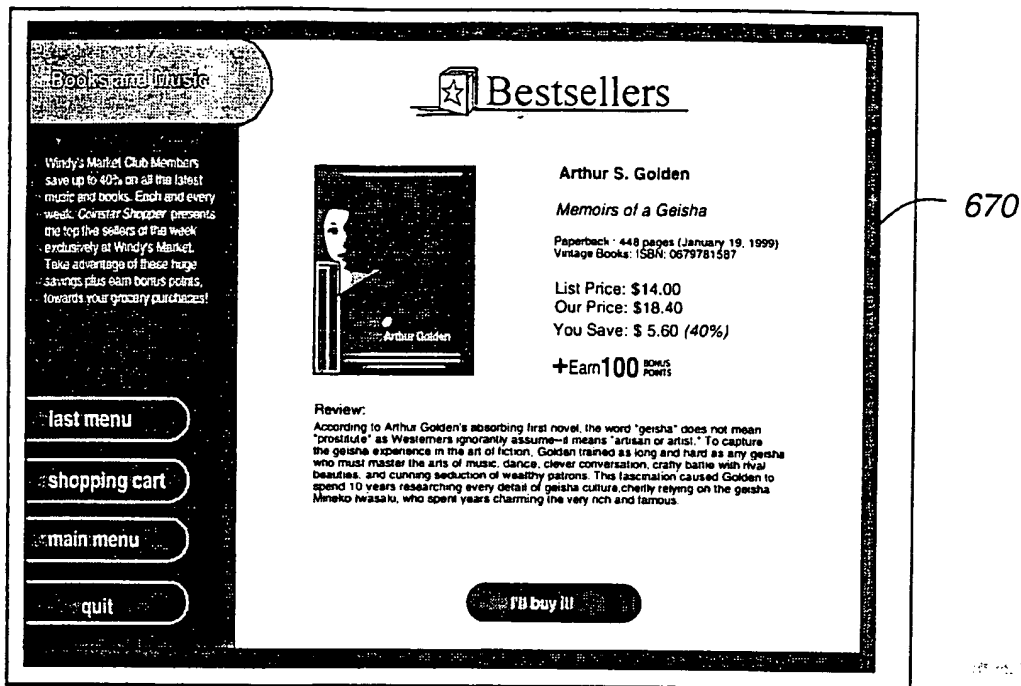 Books and Music
Bestsellers
Windy's Market Club Members
save up to 40% on all the latest
music and books. Each and every
week, Coinstar Shopper presents
the top five sellers of the week
exclusively at Windy's Market.
Take advantage of these huge
savings plus earn bonus points,
towards your grocery purchases!
Arthur Golden
Arthur S. Golden
Memoirs of a Geisha
Paperback · 448 pages (January 19, 1999)
Vintage Books: ISBN: 0679781587
List Price: $14.00
Our Price: $18.40
You Save: $ 5.60 (40%)
+Earn 100 BONUS POINTS
670
last menu
shopping cart
main menu
quit
Review:
According to Arthur Golden's absorbing first novel, the word "geisha" does not mean
"prostitute" as Westerners ignorantly assume--it means "artisan or artist." To capture
the geisha experience in the art of fiction, Golden trained as long and hard as any geisha
who must master the arts of music, dance, clever conversation, crafty battle with rival
beauties, and cunning seduction of wealthy patrons. This fascination caused Golden to
spend 10 years researching every detail of geisha culture,cherfly relying on the geisha
Mineko Iwasaki, who spent years charming the very rich and famous.
I'll buy it!